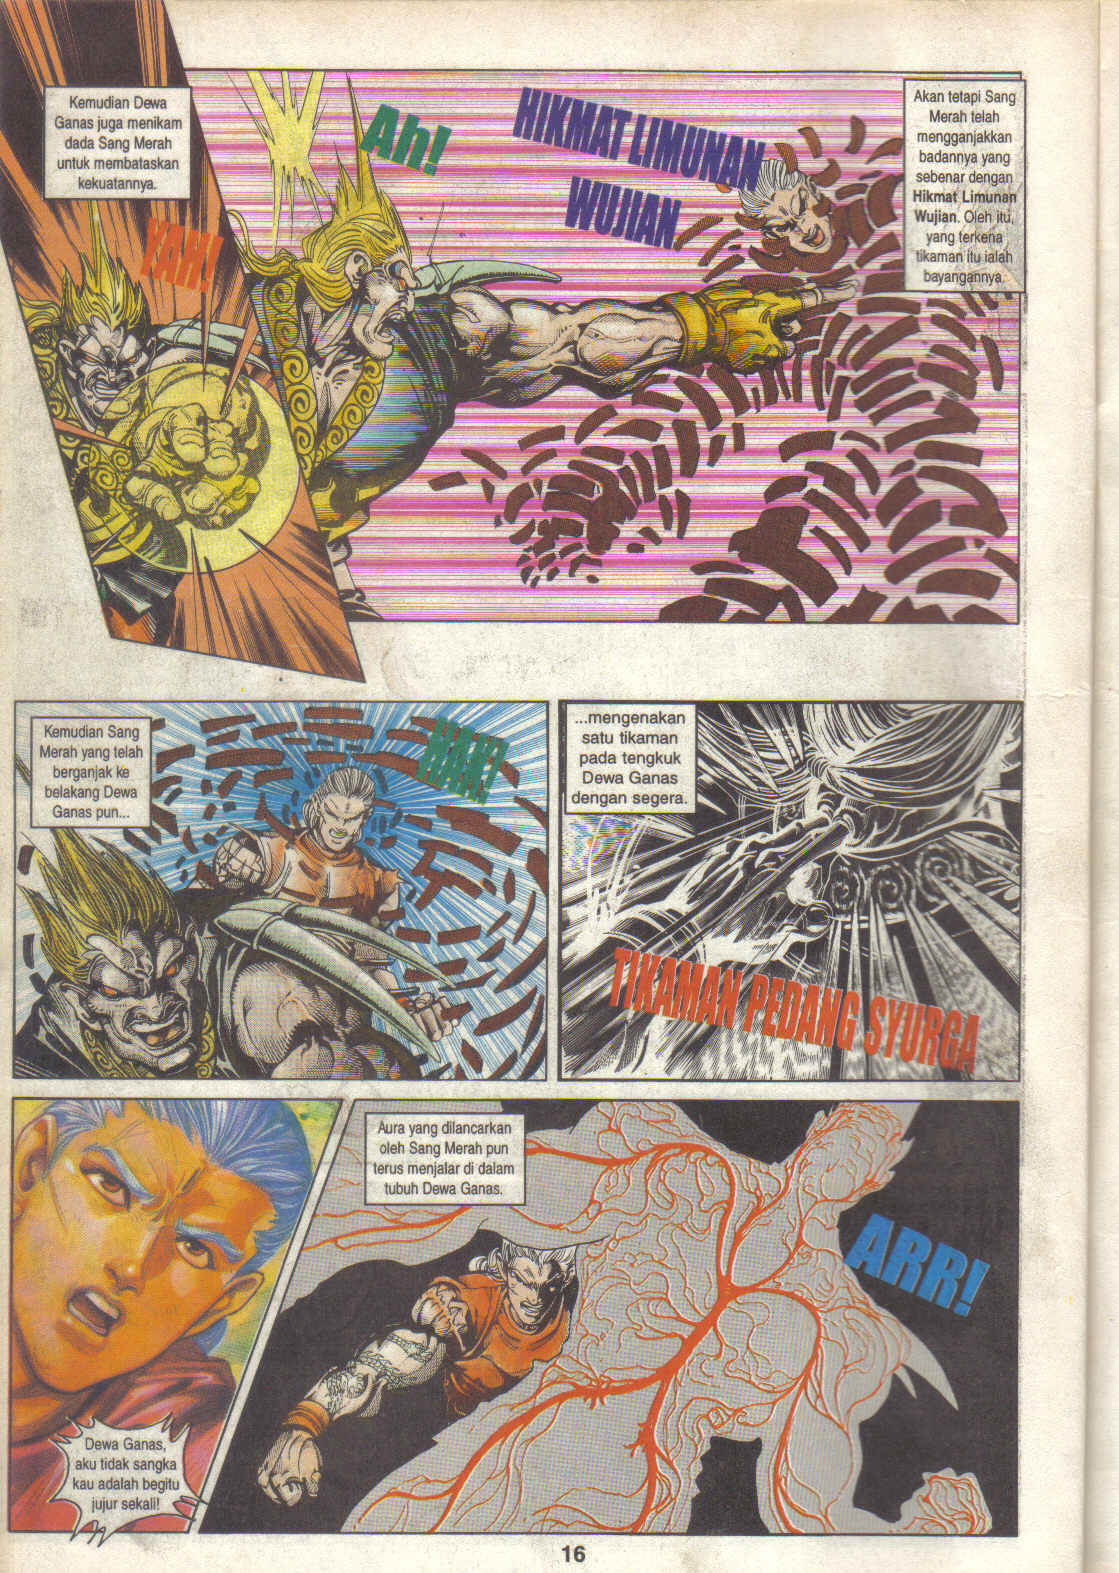 Kemudian Dewa
Ganas juga menikam
dada Sang Merah
untuk membataskan
kekuatannya.
YAH!
Ah!
HIKMAT LIMUNAN
WUJIAN
Akan tetapi Sang
Merah telah
mengganjakkan
badannya yang
sebenar dengan
Hikmat Limunan
Wujian. Oleh itu,
yang terkena
tikaman itu ialah
bayangannya.
Kemudian Sang
Merah yang telah
berganjak ke
belakang Dewa
Ganas pun...
HAH?
...mengenakan
satu tikaman
pada tengkuk
Dewa Ganas
dengan segera.
TIKAMAN PEDANG SYURGA
Dewa Ganas,
aku tidak sangka
kau adalah begitu
jujur sekali!
Aura yang dilancarkan
oleh Sang Merah pun
terus menjalar di dalam
tubuh Dewa Ganas.
ARR!
16